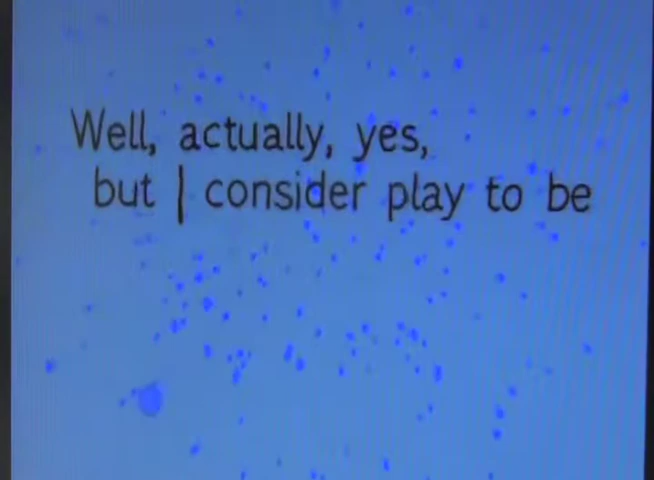 Well, actually, yes,
but I consider play to be